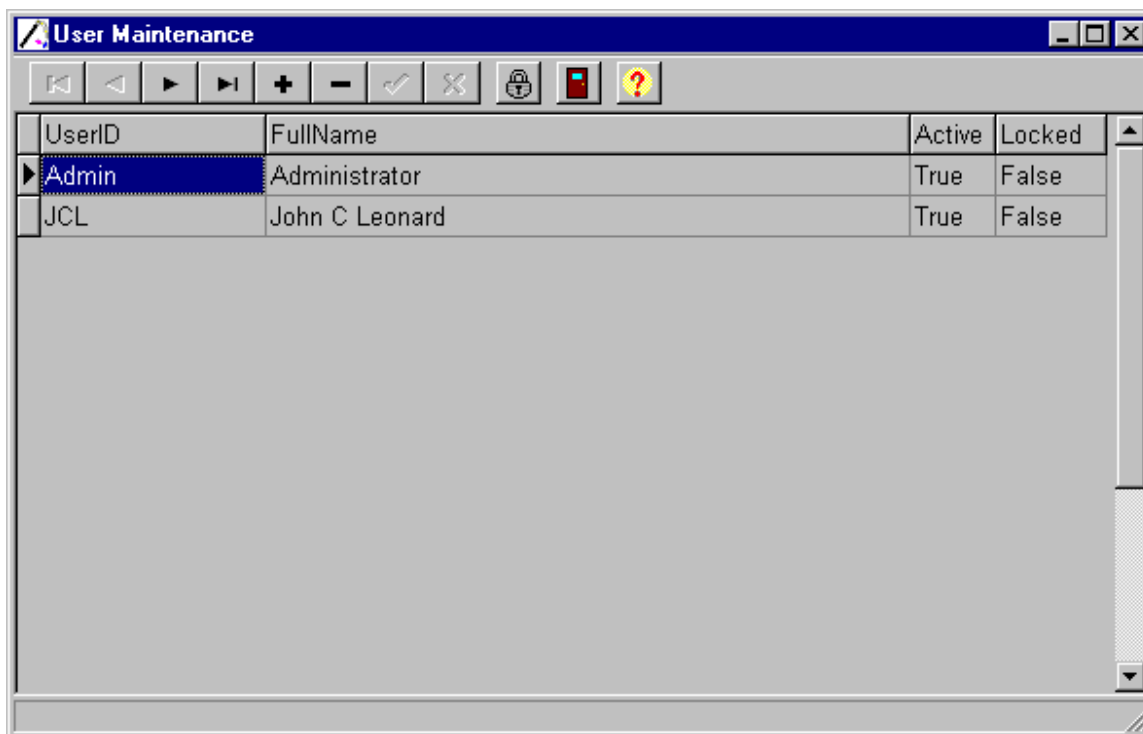 User Maintenance
?
UserID FullName Active Locked
Admin Administrator True False
JCL John C Leonard True False